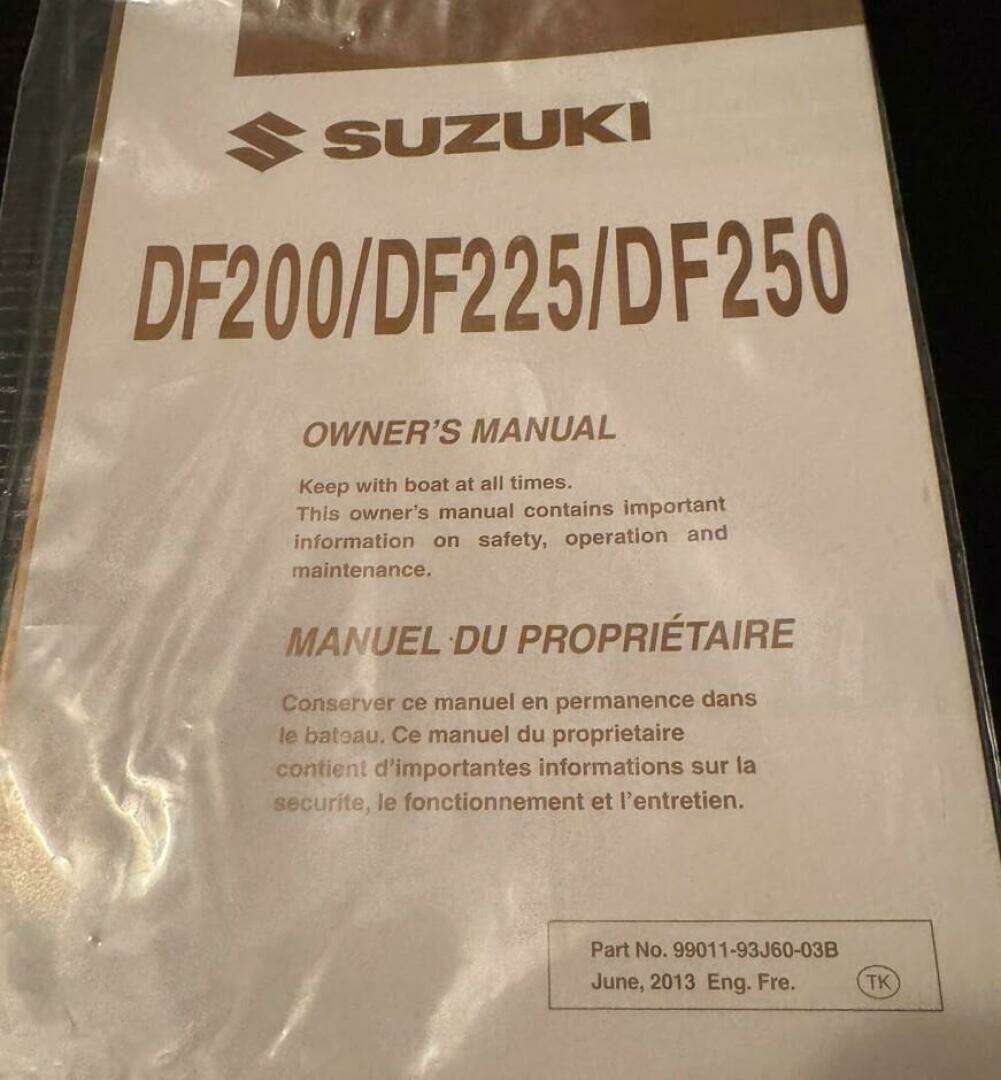 SUZUKI
DF200/DF225/DF250
OWNER'S MANUAL
Keep with boat at all times.
This owner's manual contains important
information on safety, operation and
maintenance.
MANUEL DU PROPRIÉTAIRE
Conserver ce manuel en permanence dans
le bateau. Ce manuel du proprietaire
contient d'importantes informations sur la
securite, le fonctionnement et l'entretien.
Part No. 99011-93J60-03B
June, 2013 Eng. Fre.
TK